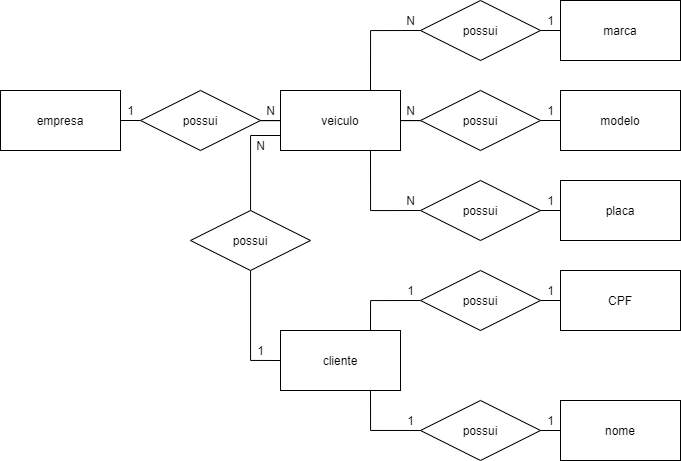 N
possui
1
marca
empresa
1
possui
N
veiculo
N
possui
1
modelo
N
N
possui
1
placa
possui
1
possui
1
CPF
1
cliente
1
possui
1
nome